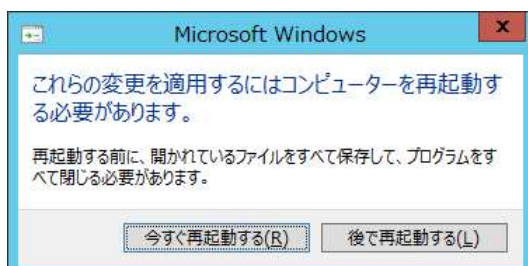 Microsoft Windows
これらの変更を適用するにはコンピューターを再起動す
る必要があります。
再起動する前に、開かれているファイルをすべて保存して、プログラムをす
べて閉じる必要があります。
今すぐ再起動する(R) 後で再起動する(L)